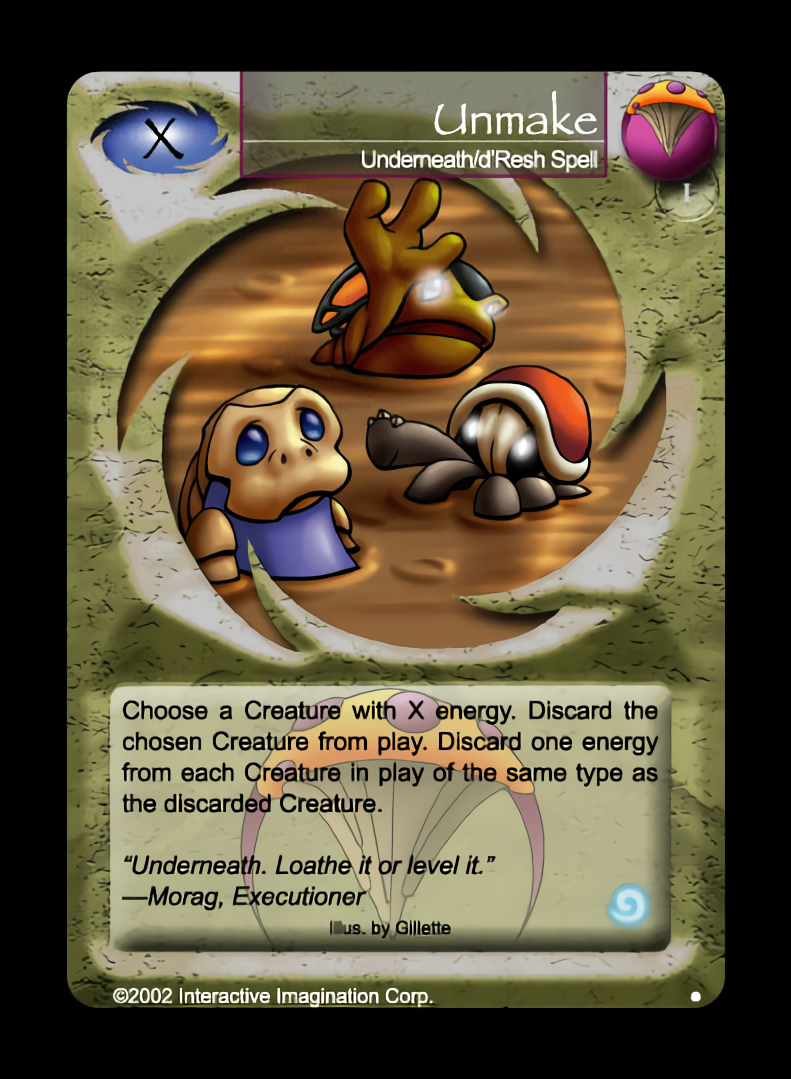 X
Unmake
Underneath/d'Resh Spell
1
Choose a Creature with X energy. Discard the
chosen Creature from play. Discard one energy
from each Creature in play of the same type as
the discarded Creature.
“Underneath. Loathe it or level it.”
—Morag, Executioner
Illus. by Gillette
©2002 Interactive Imagination Corp.